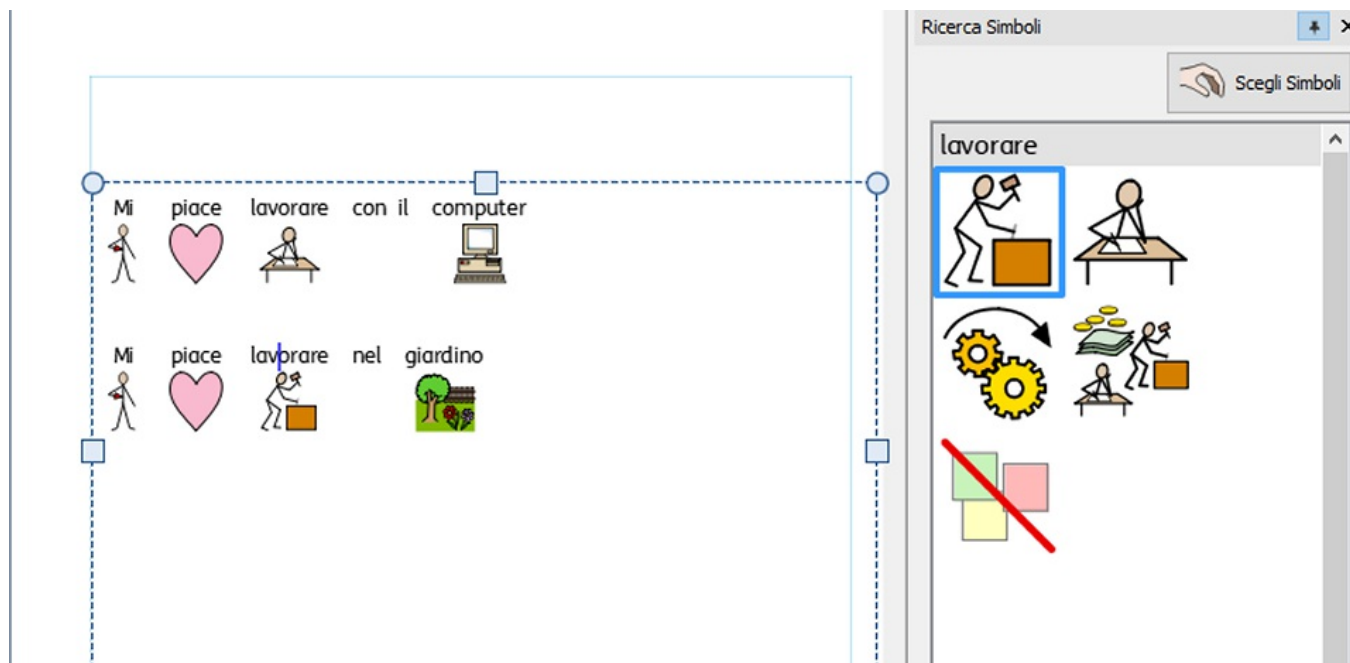 Ricerca Simboli
Scegli Simboli
lavorare
Mi piace lavorare con il computer
Mi piace lavorare nel giardino